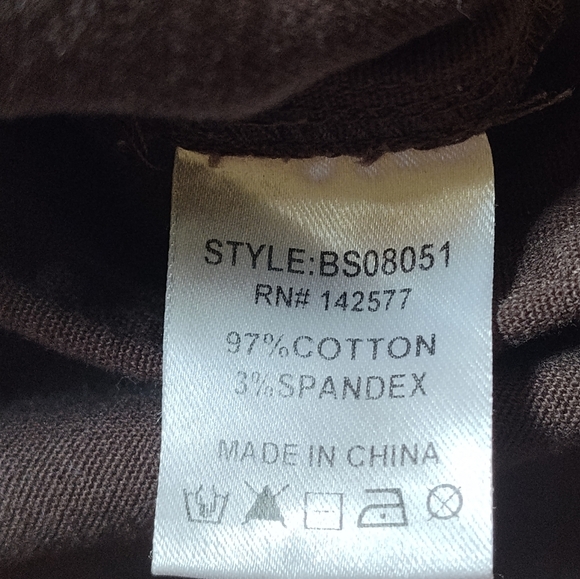 STYLE:BS08051
RN# 142577
97%COTTON
3%SPANDEX
MADE IN CHINA